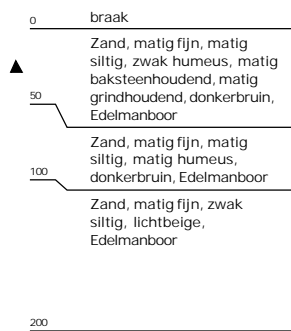 0 braak
Zand, matig fijn, matig
siltig, zwak humeus, matig
baksteenhoudend, matig
grindhoudend, donkerbruin,
Edelmanboor
50
Zand, matig fijn, matig
siltig, matig humeus,
donkerbruin, Edelmanboor
100
Zand, matig fijn, zwak
siltig, lichtbeige,
Edelmanboor
200